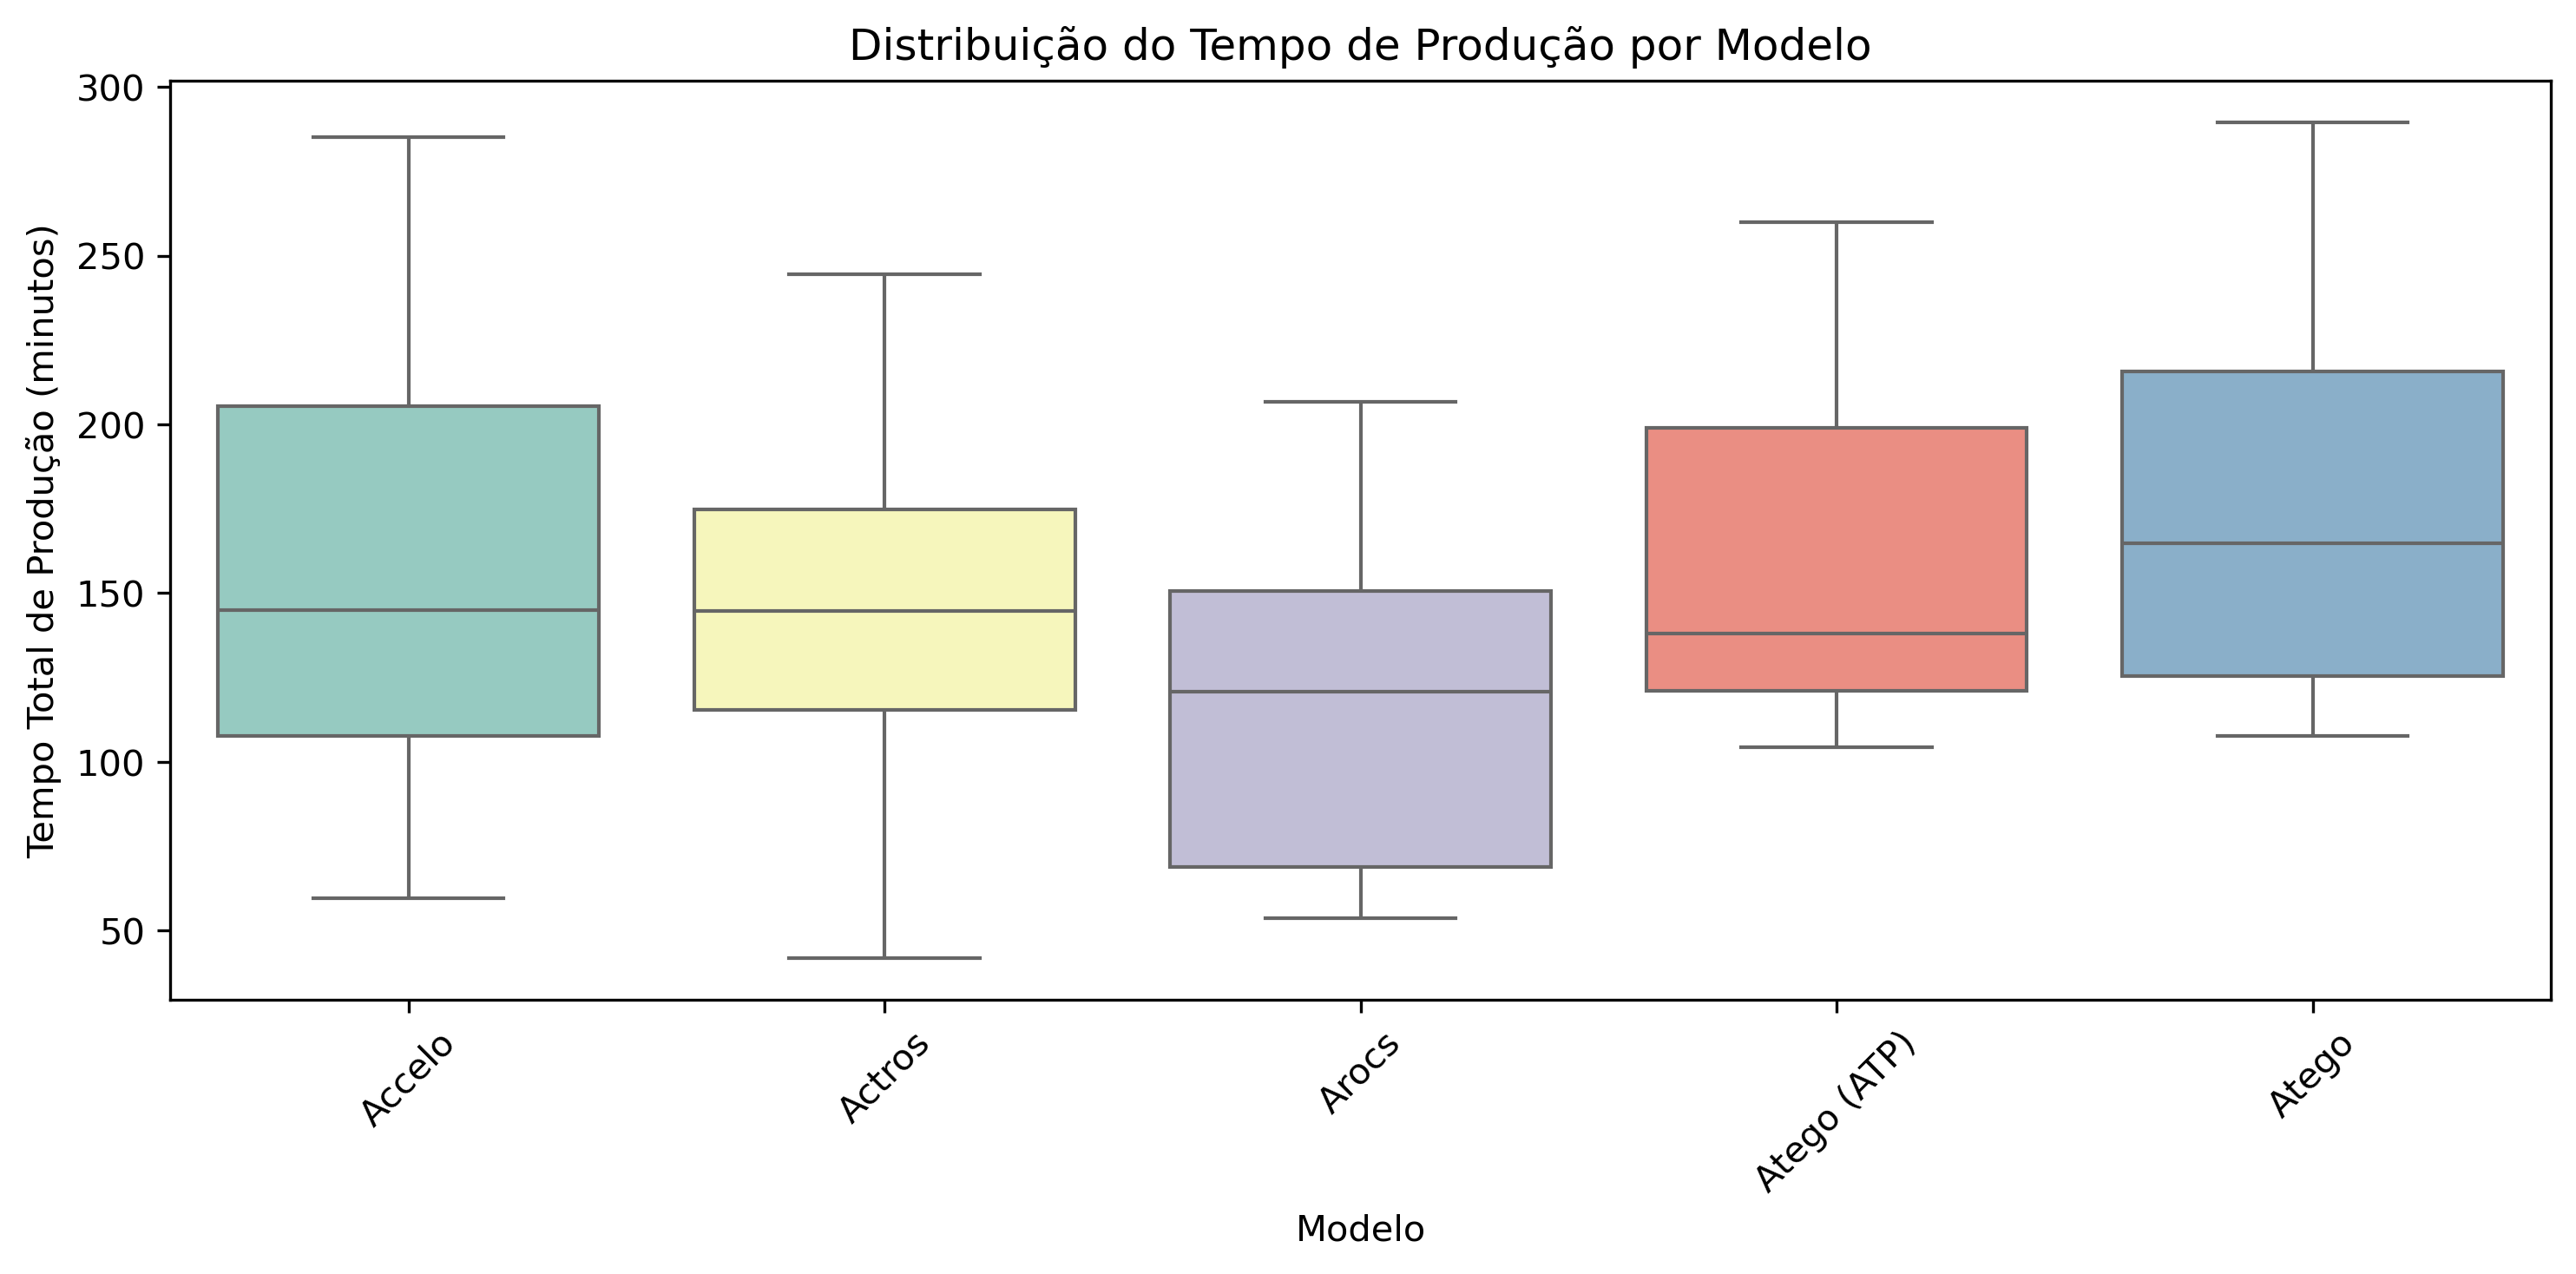 Distribuição do Tempo de Produção por Modelo
Tempo Total de Produção (minutos)
300
250
200
150
100
50
Accelo
Actros
Arocs
Atego (ATP)
Atego
Modelo